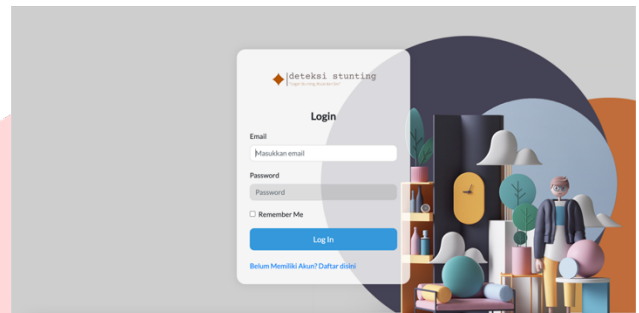 deteksi stunting
Login
Email
Masukkan email
Password
Password
Remember Me
Log In
Belum Memiliki Akun? Daftar disini